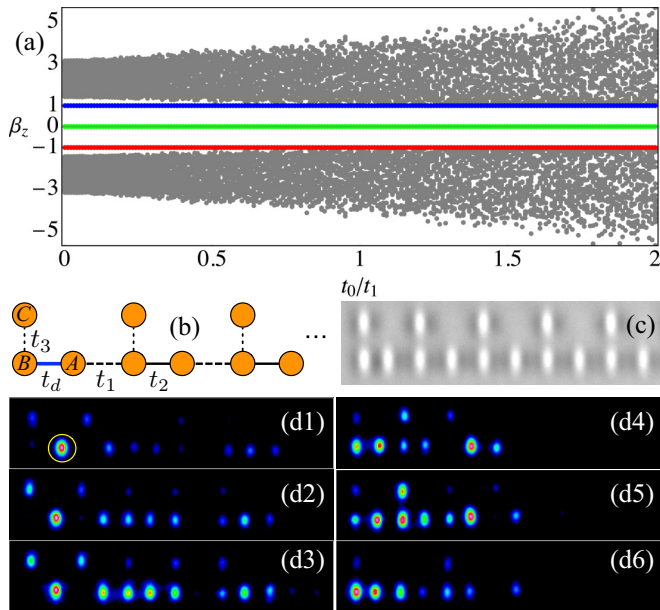 (a)
5
3
1
β_z 0
−1
−3
−5
0 0.5 1 1.5 2
t_0/t_1
C (b) (c)
t_3 ...
B A
t_d t_1 t_2
(d1) (d4)
(d2) (d5)
(d3) (d6)